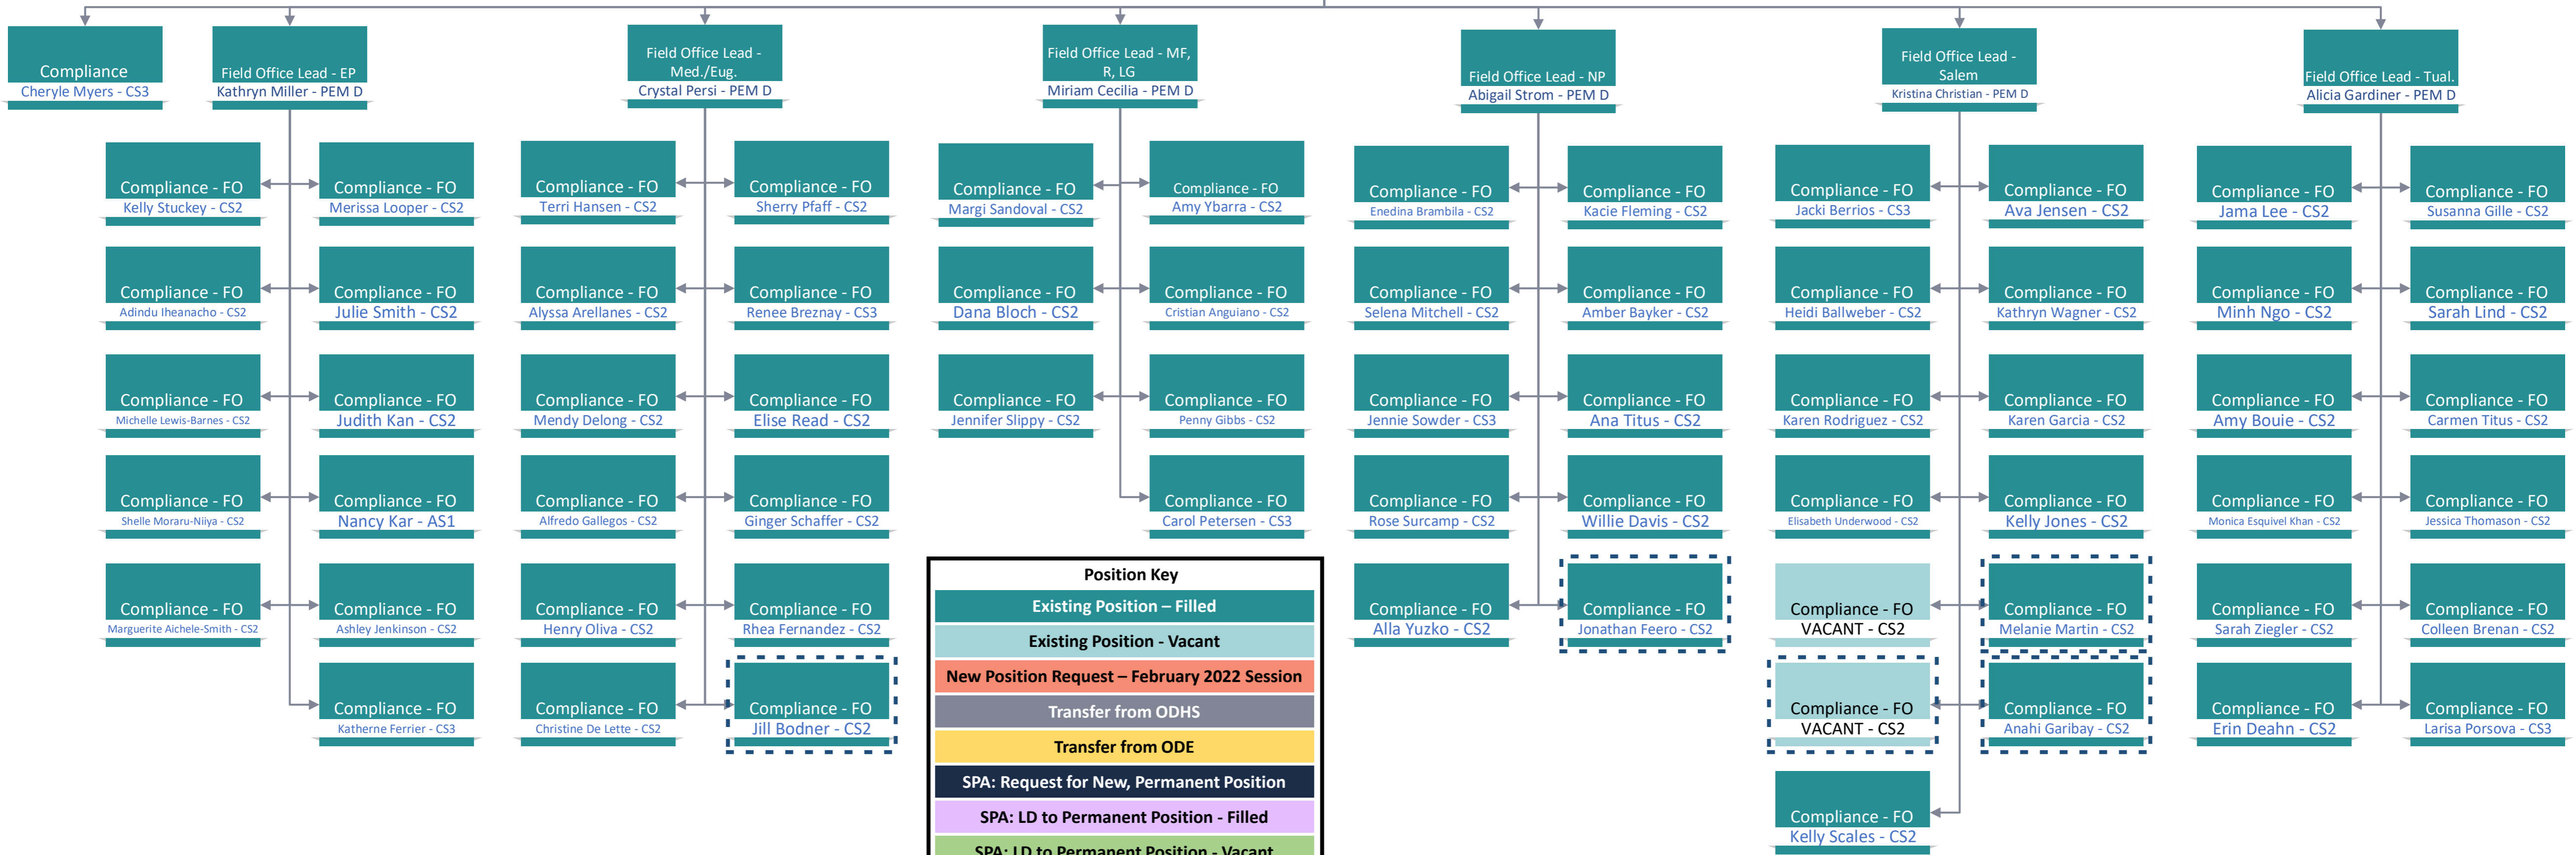 Compliance
Cheryle Myers - CS3
Field Office Lead - EP
Kathryn Miller - PEM D
Compliance - FO
Kelly Stuckey - CS2
Compliance - FO
Merissa Looper - CS2
Compliance - FO
Adindu Iheanacho - CS2
Compliance - FO
Julie Smith - CS2
Compliance - FO
Michelle Lewis-Barnes - CS2
Compliance - FO
Judith Kan - CS2
Compliance - FO
Shelle Moraru-Niiya - CS2
Compliance - FO
Nancy Kar - AS1
Compliance - FO
Marguerite Aichele-Smith - CS2
Compliance - FO
Ashley Jenkinson - CS2
Compliance - FO
Katherne Ferrier - CS3
Field Office Lead -
Med./Eug.
Crystal Persi - PEM D
Compliance - FO
Terri Hansen - CS2
Compliance - FO
Sherry Pfaff - CS2
Compliance - FO
Alyssa Arellanes - CS2
Compliance - FO
Renee Breznay - CS3
Compliance - FO
Mendy Delong - CS2
Compliance - FO
Elise Read - CS2
Compliance - FO
Alfredo Gallegos - CS2
Compliance - FO
Ginger Schaffer - CS2
Compliance - FO
Henry Oliva - CS2
Compliance - FO
Rhea Fernandez - CS2
Compliance - FO
Christine De Lette - CS2
Compliance - FO
Jill Bodner - CS2
Field Office Lead - MF,
R, LG
Miriam Cecilia - PEM D
Compliance - FO
Margi Sandoval - CS2
Compliance - FO
Amy Ybarra - CS2
Compliance - FO
Dana Bloch - CS2
Compliance - FO
Cristian Anguiano - CS2
Compliance - FO
Jennifer Slippy - CS2
Compliance - FO
Penny Gibbs - CS2
Compliance - FO
Carol Petersen - CS3
Position Key
Existing Position – Filled
Existing Position - Vacant
New Position Request – February 2022 Session
Transfer from ODHS
Transfer from ODE
SPA: Request for New, Permanent Position
SPA: LD to Permanent Position - Filled
SPA: LD to Permanent Position - Vacant
Field Office Lead - NP
Abigail Strom - PEM D
Compliance - FO
Enedina Brambila - CS2
Compliance - FO
Kacie Fleming - CS2
Compliance - FO
Selena Mitchell - CS2
Compliance - FO
Amber Bayker - CS2
Compliance - FO
Jennie Sowder - CS3
Compliance - FO
Ana Titus - CS2
Compliance - FO
Rose Surcamp - CS2
Compliance - FO
Willie Davis - CS2
Compliance - FO
Alla Yuzko - CS2
Compliance - FO
Jonathan Feero - CS2
Field Office Lead -
Salem
Kristina Christian - PEM D
Compliance - FO
Jacki Berrios - CS3
Compliance - FO
Ava Jensen - CS2
Compliance - FO
Heidi Ballweber - CS2
Compliance - FO
Kathryn Wagner - CS2
Compliance - FO
Karen Rodriguez - CS2
Compliance - FO
Karen Garcia - CS2
Compliance - FO
Elisabeth Underwood - CS2
Compliance - FO
Kelly Jones - CS2
Compliance - FO
VACANT - CS2
Compliance - FO
Melanie Martin - CS2
Compliance - FO
VACANT - CS2
Compliance - FO
Anahi Garibay - CS2
Compliance - FO
Kelly Scales - CS2
Field Office Lead - Tual.
Alicia Gardiner - PEM D
Compliance - FO
Jama Lee - CS2
Compliance - FO
Susanna Gille - CS2
Compliance - FO
Minh Ngo - CS2
Compliance - FO
Sarah Lind - CS2
Compliance - FO
Amy Bouie - CS2
Compliance - FO
Carmen Titus - CS2
Compliance - FO
Monica Esquivel Khan - CS2
Compliance - FO
Jessica Thomason - CS2
Compliance - FO
Sarah Ziegler - CS2
Compliance - FO
Colleen Brenan - CS2
Compliance - FO
Erin Deahn - CS2
Compliance - FO
Larisa Porsova - CS3